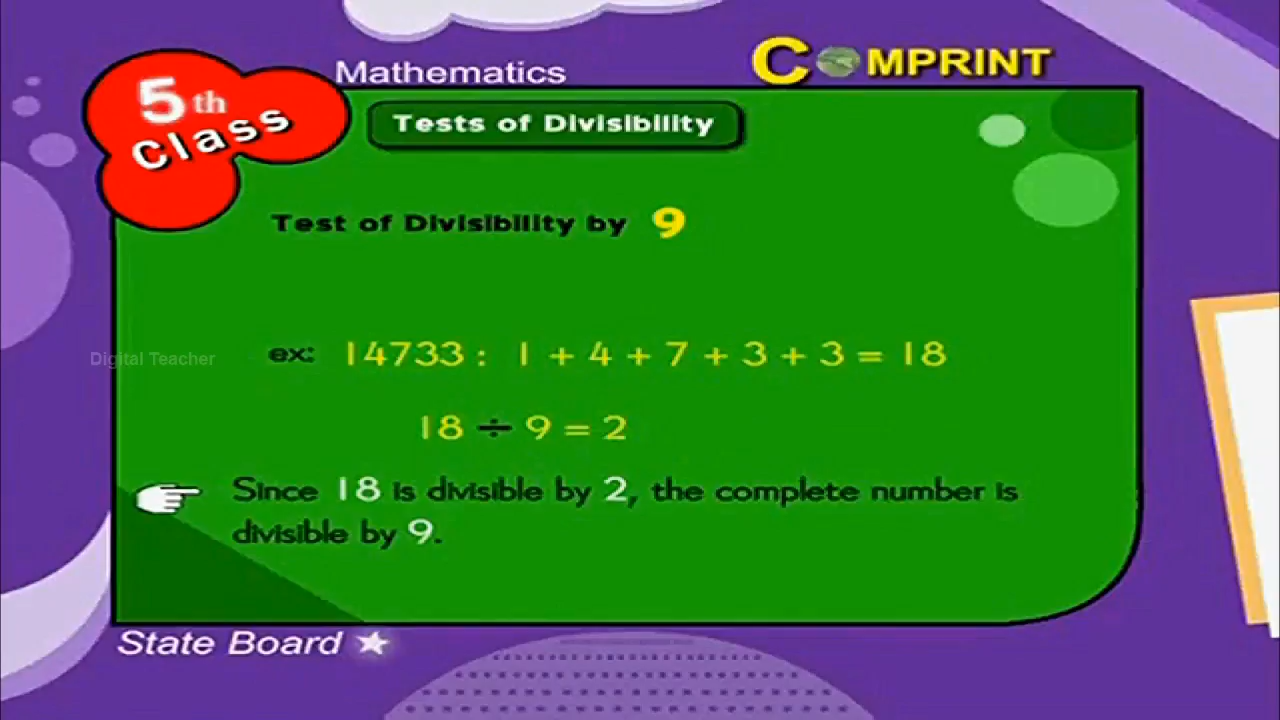 Mathematics
COMPRINT
5th
Class
Tests of Divisibility
Test of Divisibility by 9
Digital Teacher
ex: 14733 : 1 + 4 + 7 + 3 + 3 = 18
18 ÷ 9 = 2
Since 18 is divisible by 2, the complete number is
divisible by 9.
State Board